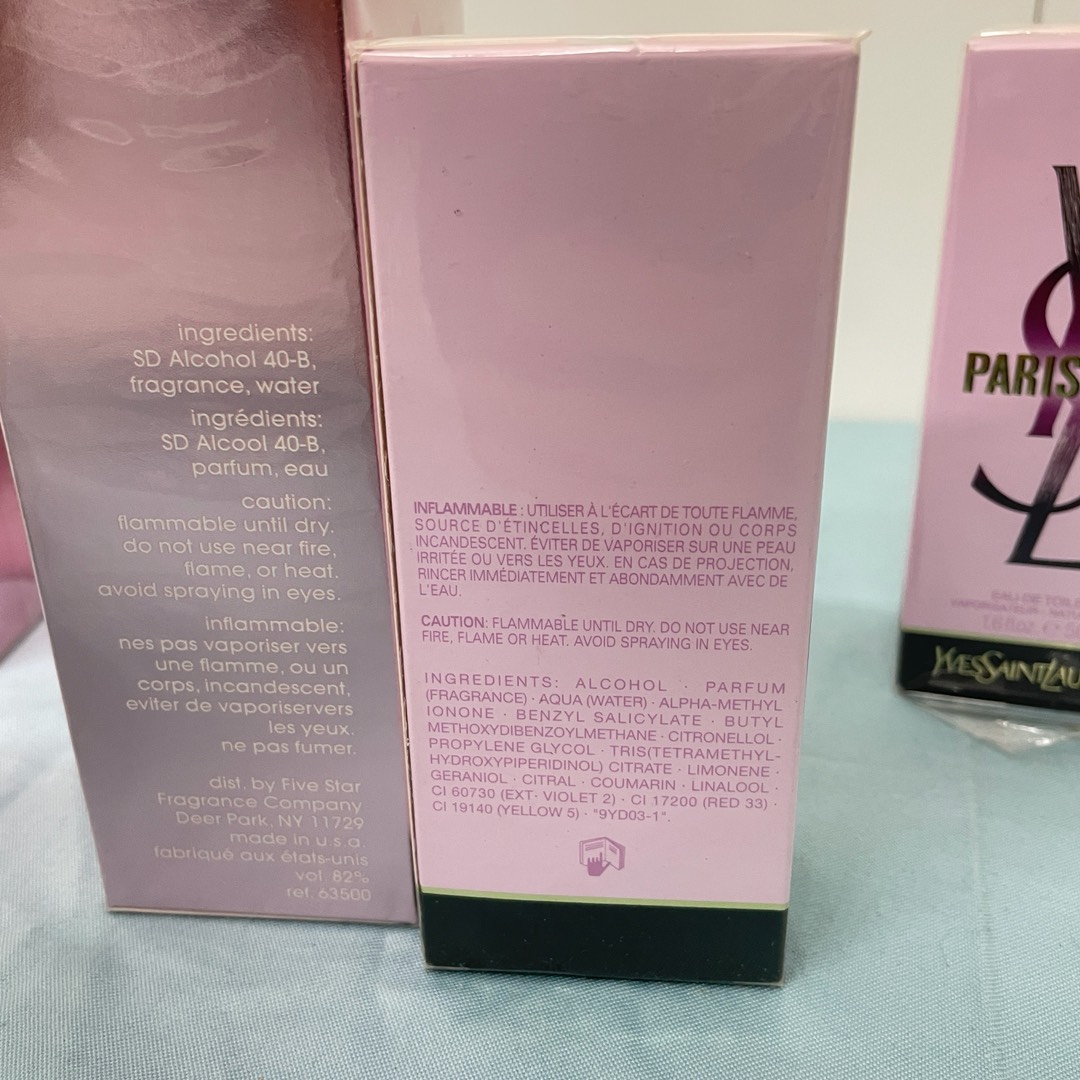 ingredients:
SD Alcohol 40-B,
fragrance, water
ingrédients:
SD Alcool 40-B,
parfum, eau
caution:
flammable until dry.
do not use near fire,
flame, or heat.
avoid spraying in eyes.
inflammable:
nes pas vaporiser vers
une flamme, ou un
corps, incandescent,
eviter de vaporiservers
les yeux.
ne pas fumer.
dist. by Five Star
Fragrance Company
Deer Park, NY 11729
made in u.s.a.
fabriqué aux états-unis
vol 82%
ref. 63500
INFLAMMABLE : UTILISER À L'ÉCART DE TOUTE FLAMME,
SOURCE D'ÉTINCELLES, D'IGNITION OU CORPS
INCANDESCENT. ÉVITER DE VAPORISER SUR UNE PEAU
IRRITÉE OU VERS LES YEUX. EN CAS DE PROJECTION,
RINCER IMMÉDIATEMENT ET ABONDAMMENT AVEC DE
L'EAU.
CAUTION: FLAMMABLE UNTIL DRY. DO NOT USE NEAR
FIRE, FLAME OR HEAT. AVOID SPRAYING IN EYES.
INGREDIENTS: ALCOHOL · PARFUM
(FRAGRANCE) · AQUA (WATER) · ALPHA-METHYL
IONONE · BENZYL SALICYLATE · BUTYL
METHOXYDIBENZOYLMETHANE · CITRONELLOL ·
PROPYLENE GLYCOL · TRIS(TETRAMETHYL-
HYDROXYPIPERIDINOL) CITRATE · LIMONENE ·
GERANIOL · CITRAL · COUMARIN · LINALOOL ·
CI 60730 (EXT· VIOLET 2) · CI 17200 (RED 33) ·
CI 19140 (YELLOW 5) · "9YD03-1".
YSL
PARIS
EAU DE
1.6 fl.oz.
YVESSAINTLAU